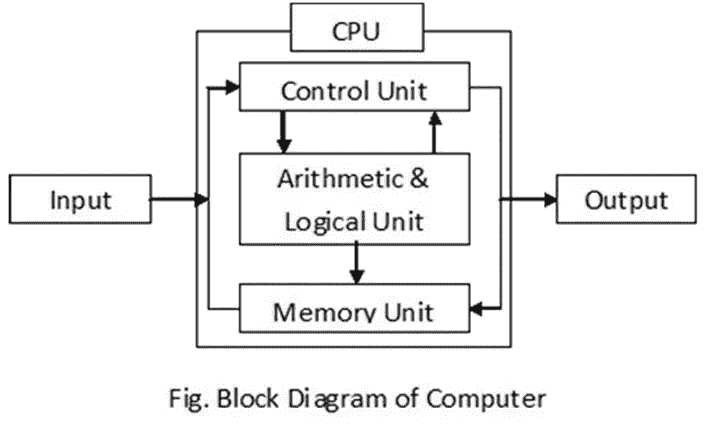 CPU
Control Unit
Arithmetic &
Logical Unit
Input
Output
Memory Unit
Fig. Block Diagram of Computer